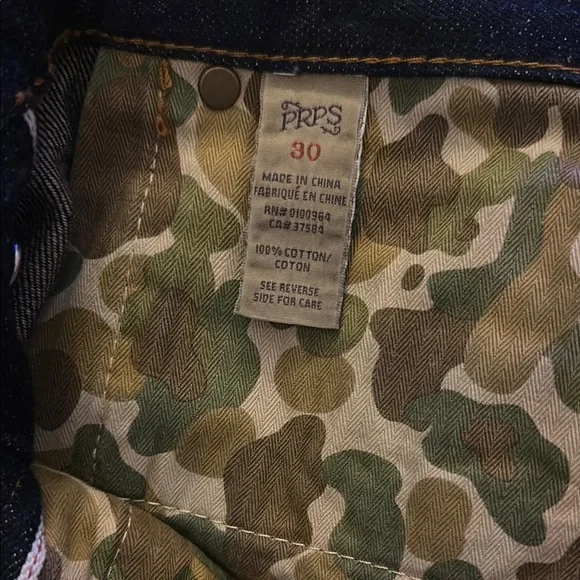 PRPS
30
MADE IN CHINA
FABRIQUÉ EN CHINE
RN# 0100964
CA# 37584
100% COTTON/
COTON
SEE REVERSE
SIDE FOR CARE